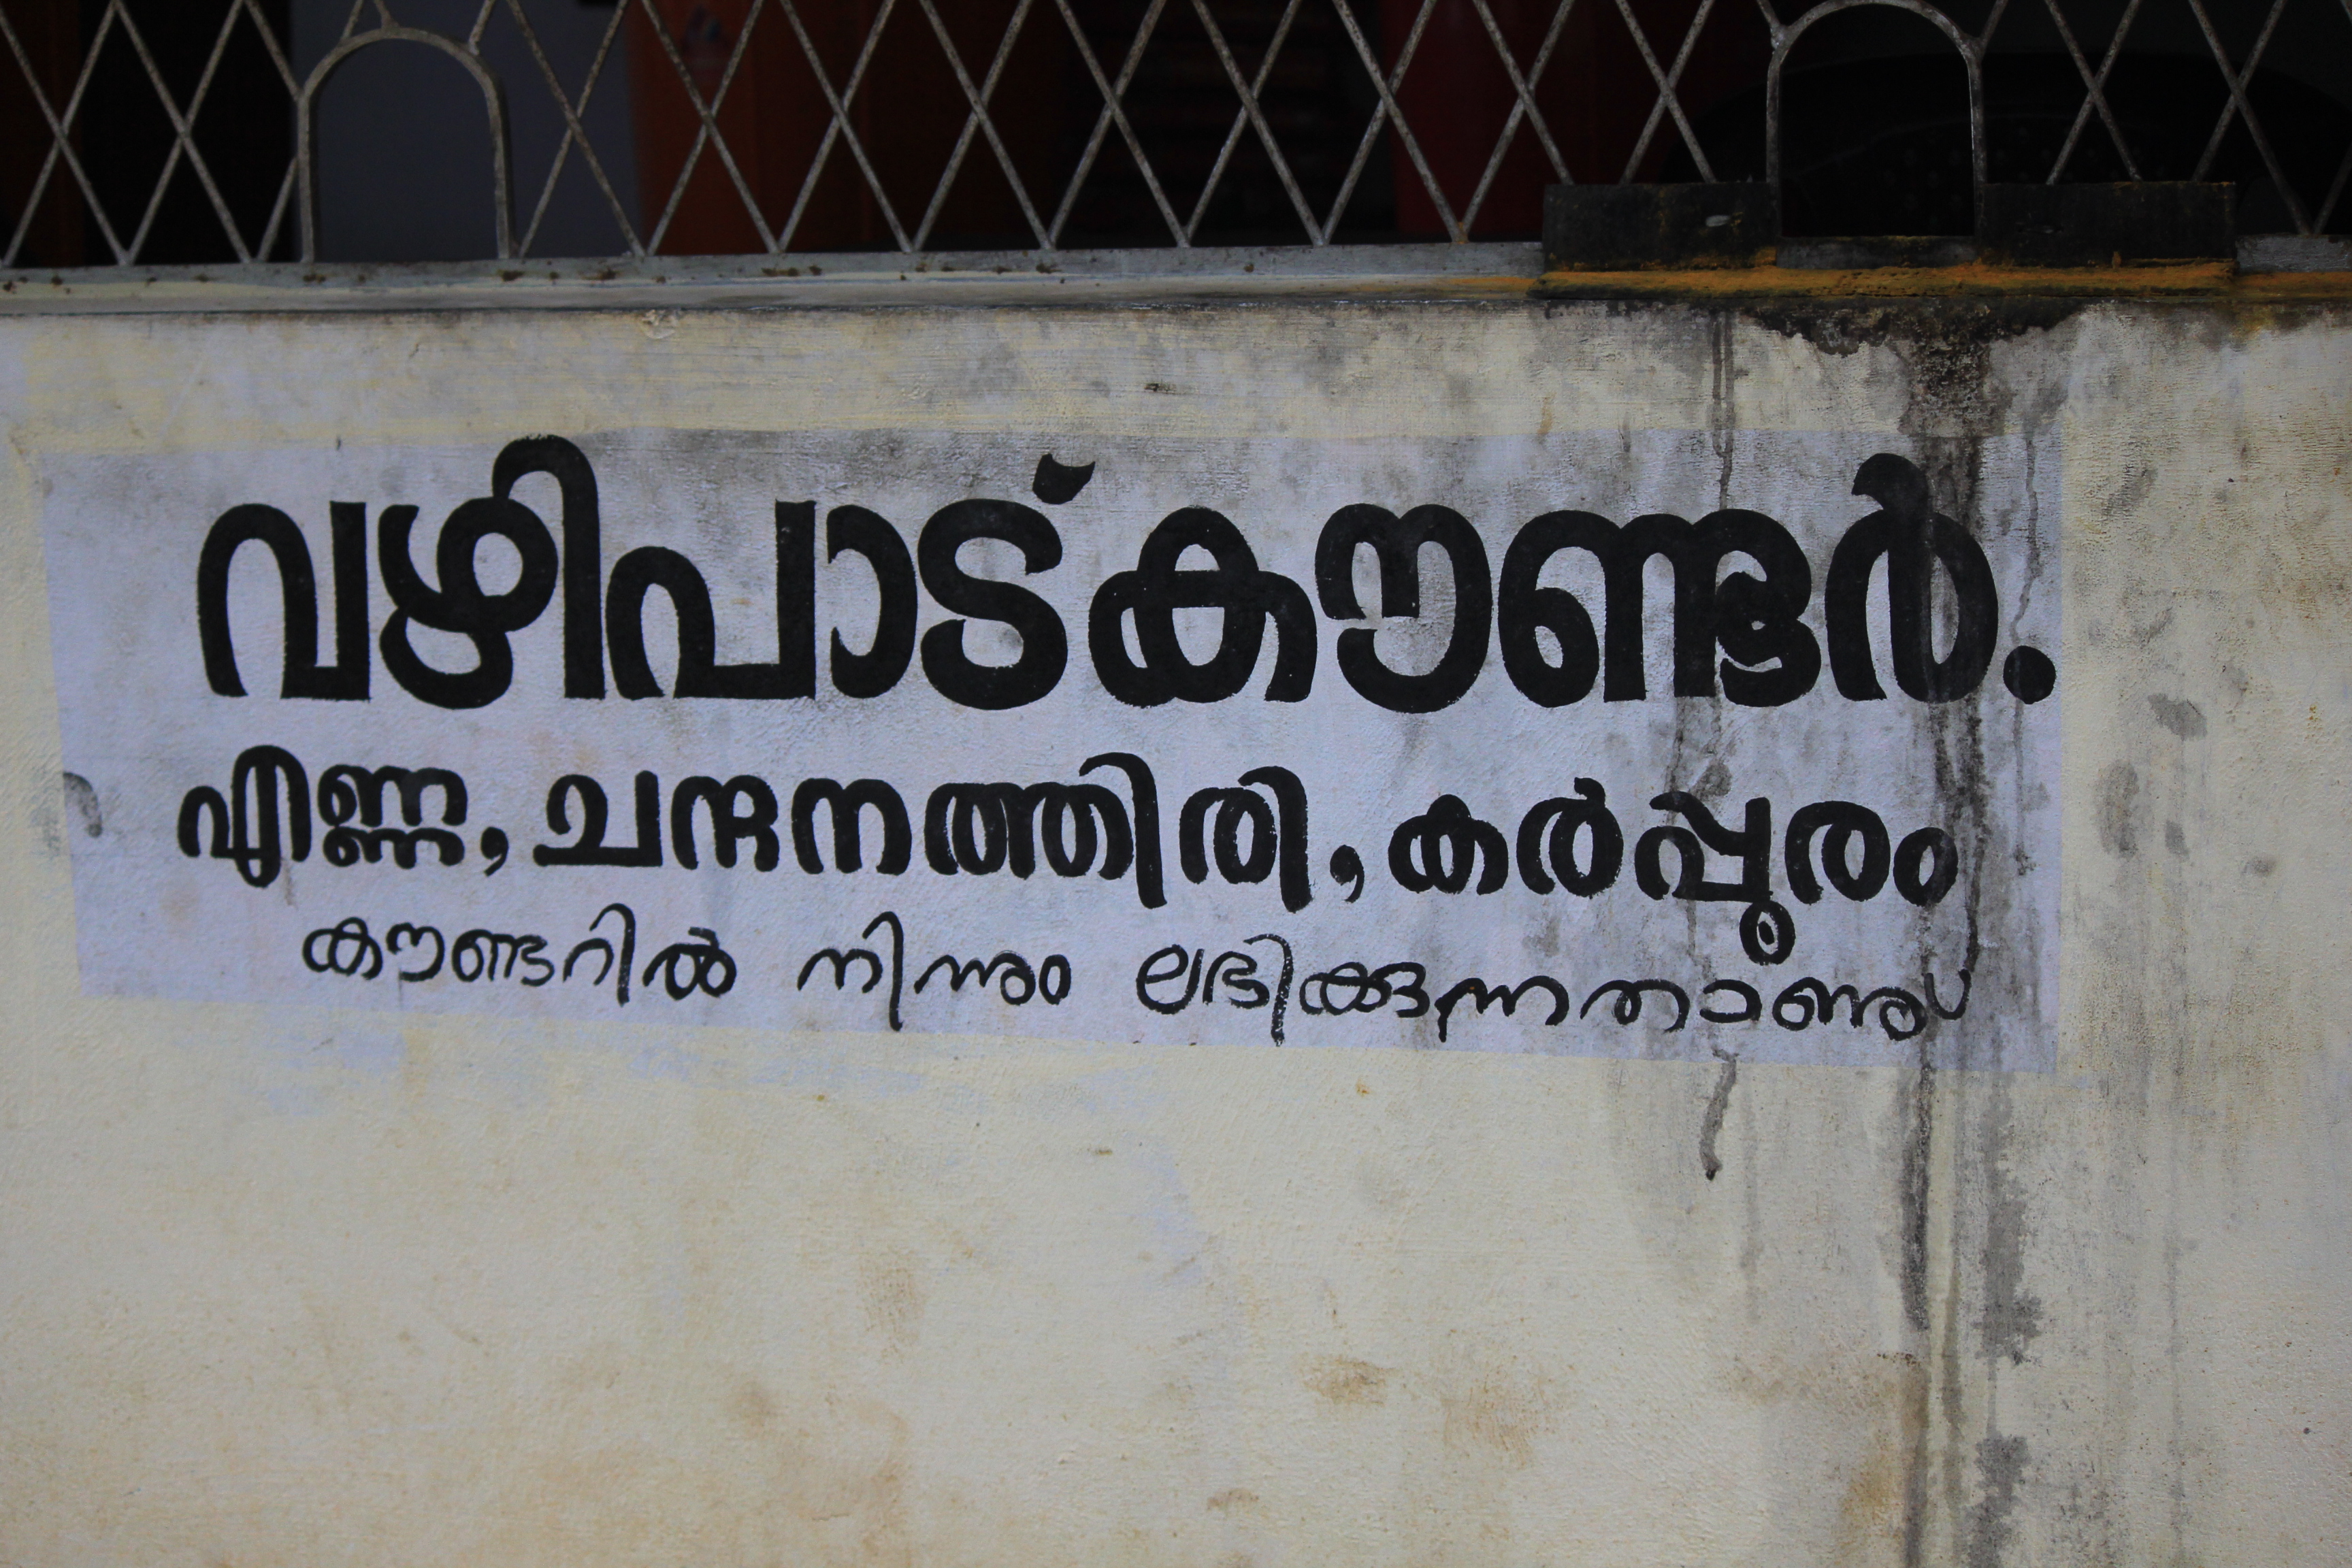 വഴിപാട് കൗണ്ടർ.
എണ്ണ, ചന്ദനത്തിരി, കർപ്പൂരം
കൗണ്ടറിൽ നിന്നും ലഭിക്കുന്നതാണു്